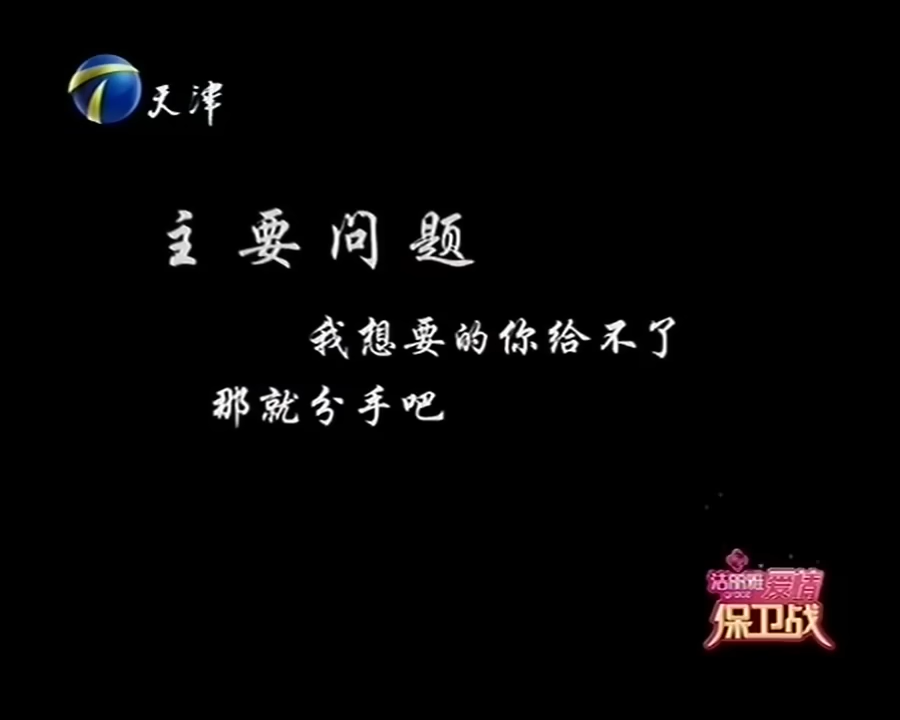 天津
主要问题
我想要的你给不了
那就分手吧
洁丽雅爱情
grace
保卫战